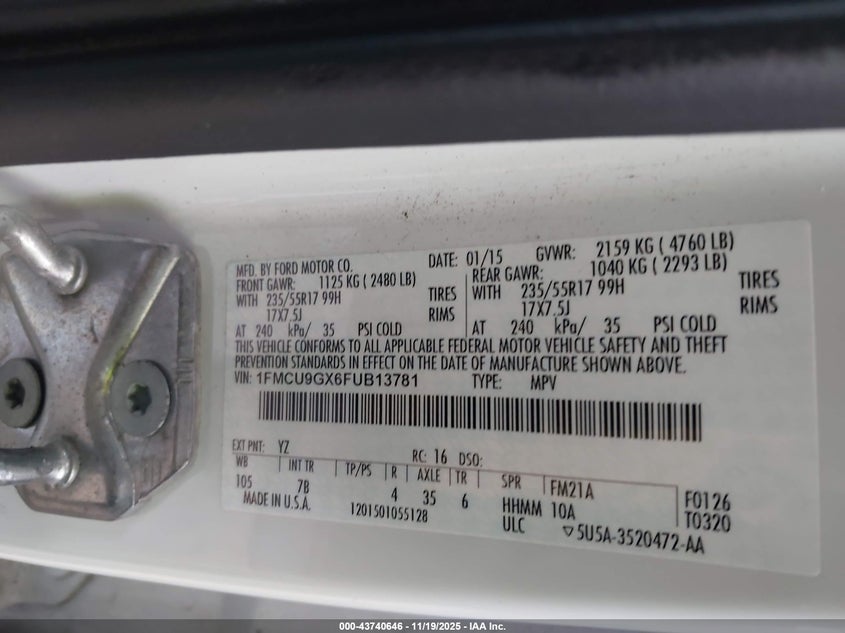 MFD. BY FORD MOTOR CO. DATE: 01/15 GVWR: 2159 KG ( 4760 LB)
FRONT GAWR: 1125 KG ( 2480 LB) REAR GAWR: 1040 KG ( 2293 LB)
WITH 235/55R17 99H TIRES WITH 235/55R17 99H TIRES
17X7.5J RIMS 17X7.5J RIMS
AT 240 kPa/ 35 PSI COLD AT 240 kPa/ 35 PSI COLD
THIS VEHICLE CONFORMS TO ALL APPLICABLE FEDERAL MOTOR VEHICLE SAFETY AND THEFT
PREVENTION STANDARDS IN EFFECT ON THE DATE OF MANUFACTURE SHOWN ABOVE.
VIN: 1FMCU9GX6FUB13781 TYPE: MPV
EXT PNT: YZ RC: 16 DSO:
WB INT TR TP/PS R AXLE TR SPR FM21A F0126
105 7B 4 35 6 HHMM 10A T0320
MADE IN U.S.A. 1201501055128 ULC ▽5U5A-3520472-AA
000-43740646 - 11/19/2025 - IAA Inc.